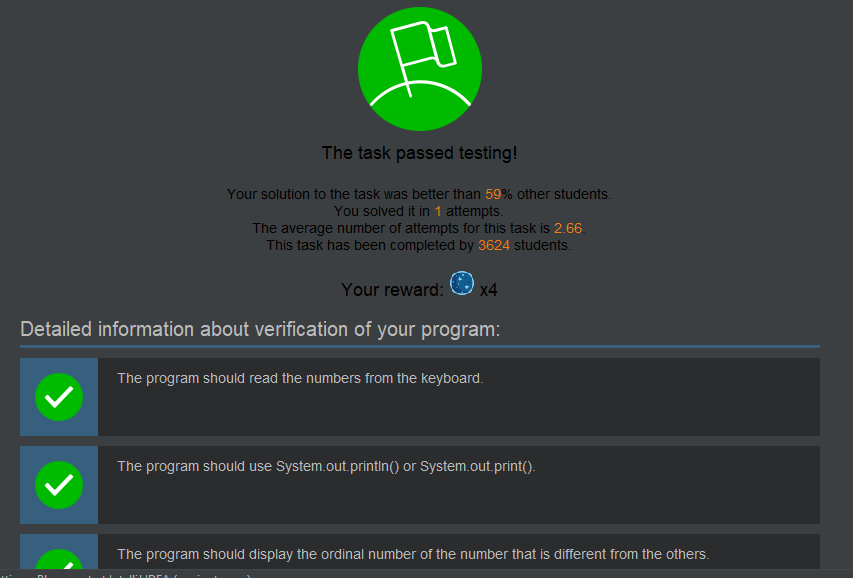 The task passed testing!
Your solution to the task was better than 59% other students.
You solved it in 1 attempts.
The average number of attempts for this task is 2.66
This task has been completed by 3624 students.
Your reward: x4
Detailed information about verification of your program:
The program should read the numbers from the keyboard.
The program should use System.out.println() or System.out.print().
The program should display the ordinal number of the number that is different from the others.